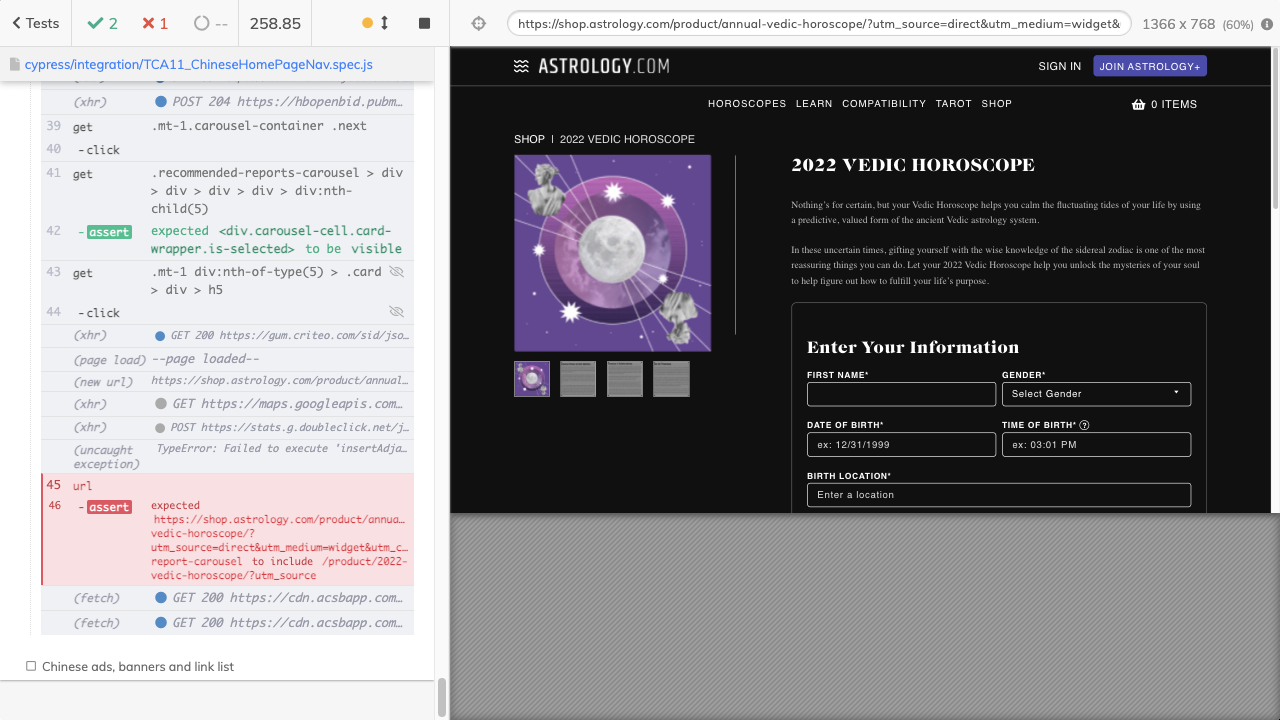 Tests
2
1
--
258.85
https://shop.astrology.com/product/annual-vedic-horoscope/?utm_source=direct&utm_medium=widget&
1366 x 768 (60%)
cypress/integration/TCA11_ChineseHomePageNav.spec.js
(xhr) POST 204 https://hbopenbid.pubm…
39 get .mt-1.carousel-container .next
40 -click
41 get .recommended-reports-carousel > div
> div > div > div > div:nth-
child(5)
42 -assert expected <div.carousel-cell.card-
wrapper.is-selected> to be visible
43 get .mt-1 div:nth-of-type(5) > .card
> div > h5
44 -click
(xhr) GET 200 https://gum.criteo.com/sid/jso…
(page load) --page loaded--
(new url) https://shop.astrology.com/product/annual…
(xhr) GET https://maps.googleapis.com…
(xhr) POST https://stats.g.doubleclick.net/j…
(uncaught
exception) TypeError: Failed to execute 'insertAdja…
45 url
46 -assert expected
https://shop.astrology.com/product/annua…
vedic-horoscope/?
utm_source=direct&utm_medium=widget&utm_c…
report-carousel to include /product/2022-
vedic-horoscope/?utm_source
(fetch) GET 200 https://cdn.acsbapp.com…
(fetch) GET 200 https://cdn.acsbapp.com…
Chinese ads, banners and link list
ASTROLOGY.COM
SIGN IN
JOIN ASTROLOGY+
HOROSCOPES LEARN COMPATIBILITY TAROT SHOP
0 ITEMS
SHOP | 2022 VEDIC HOROSCOPE
2022 VEDIC HOROSCOPE
Nothing's for certain, but your Vedic Horoscope helps you calm the fluctuating tides of your life by using
a predictive, valued form of the ancient Vedic astrology system.
In these uncertain times, gifting yourself with the wise knowledge of the sidereal zodiac is one of the most
reassuring things you can do. Let your 2022 Vedic Horoscope help you unlock the mysteries of your soul
to help figure out how to fulfill your life's purpose.
Enter Your Information
FIRST NAME* GENDER*
Select Gender
DATE OF BIRTH* TIME OF BIRTH* ?
ex: 12/31/1999 ex: 03:01 PM
BIRTH LOCATION*
Enter a location